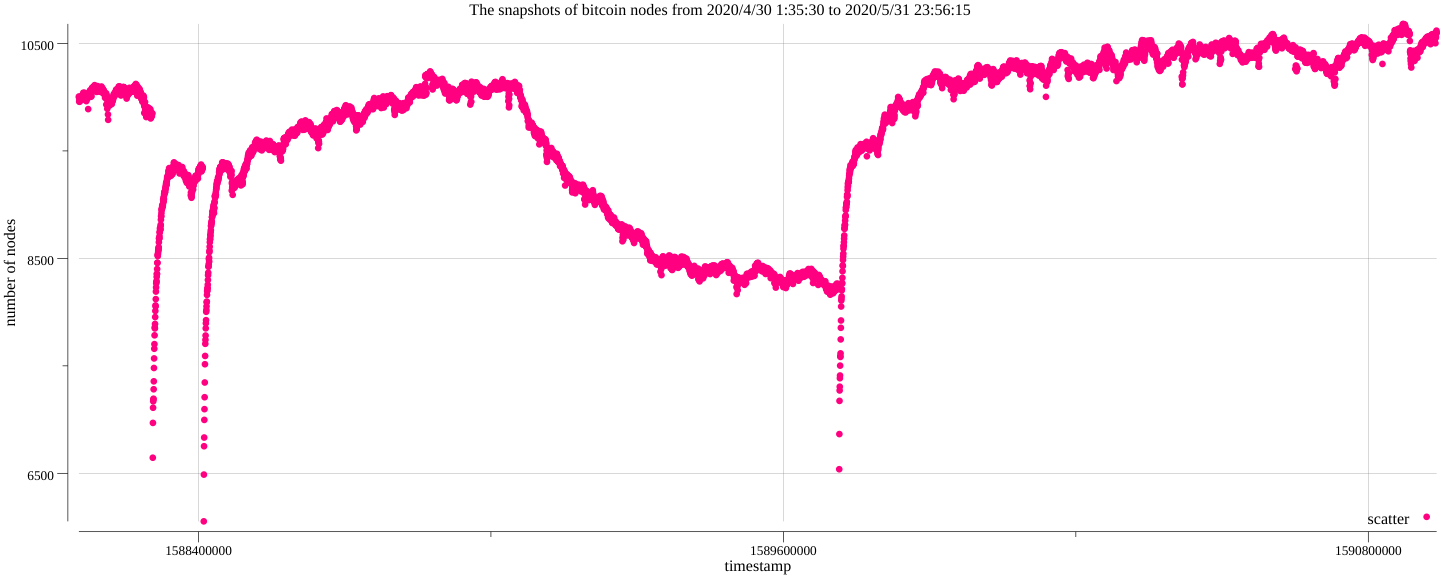 The snapshots of bitcoin nodes from 2020/4/30 1:35:30 to 2020/5/31 23:56:15
10500
8500
6500
number of nodes
scatter
1588400000
1589600000
1590800000
timestamp